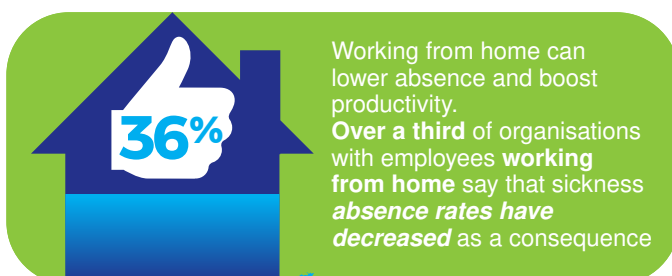 36%
Working from home can
lower absence and boost
productivity.
Over a third of organisations
with employees working
from home say that sickness
absence rates have
decreased as a consequence